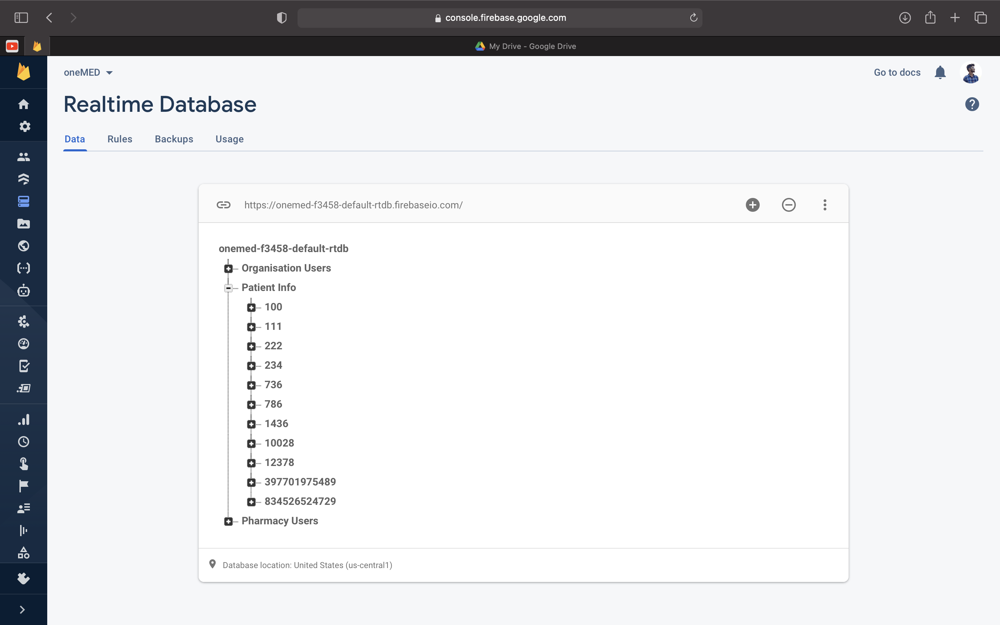 console.firebase.google.com
My Drive - Google Drive
oneMED
Go to docs
Realtime Database
Data
Rules
Backups
Usage
https://onemed-f3458-default-rtdb.firebaseio.com/
onemed-f3458-default-rtdb
Organisation Users
Patient Info
100
111
222
234
736
786
1436
10028
12378
397701975489
834526524729
Pharmacy Users
Database location: United States (us-central1)